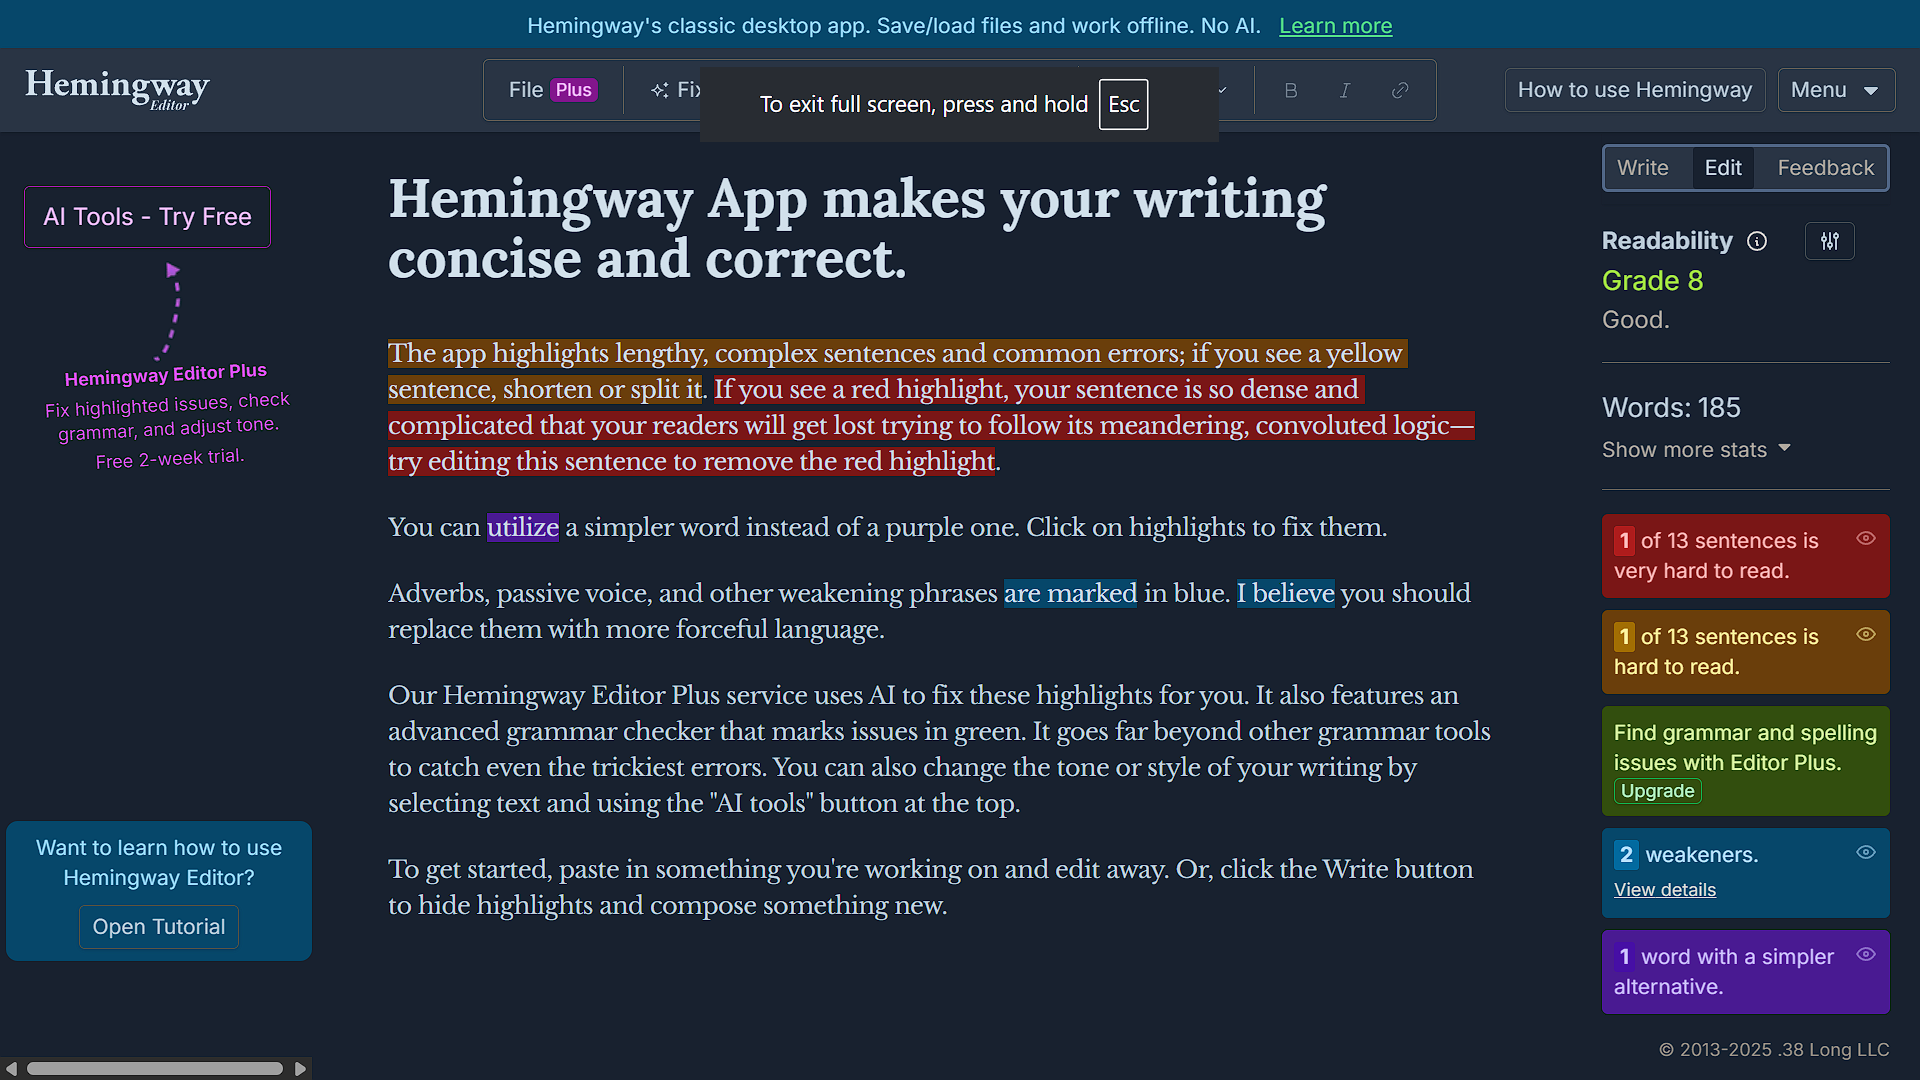 Hemingway's classic desktop app. Save/load files and work offline. No AI. Learn more
Hemingway
Editor
File Plus
To exit full screen, press and hold Esc
B I
How to use Hemingway
Menu
AI Tools - Try Free
Hemingway Editor Plus
Fix highlighted issues, check
grammar, and adjust tone.
Free 2-week trial.
Want to learn how to use
Hemingway Editor?
Open Tutorial
Hemingway App makes your writing
concise and correct.
The app highlights lengthy, complex sentences and common errors; if you see a yellow
sentence, shorten or split it. If you see a red highlight, your sentence is so dense and
complicated that your readers will get lost trying to follow its meandering, convoluted logic—
try editing this sentence to remove the red highlight.
You can utilize a simpler word instead of a purple one. Click on highlights to fix them.
Adverbs, passive voice, and other weakening phrases are marked in blue. I believe you should
replace them with more forceful language.
Our Hemingway Editor Plus service uses AI to fix these highlights for you. It also features an
advanced grammar checker that marks issues in green. It goes far beyond other grammar tools
to catch even the trickiest errors. You can also change the tone or style of your writing by
selecting text and using the "AI tools" button at the top.
To get started, paste in something you're working on and edit away. Or, click the Write button
to hide highlights and compose something new.
Write Edit Feedback
Readability
Grade 8
Good.
Words: 185
Show more stats
1 of 13 sentences is
very hard to read.
1 of 13 sentences is
hard to read.
Find grammar and spelling
issues with Editor Plus.
Upgrade
2 weakeners.
View details
1 word with a simpler
alternative.
© 2013-2025 .38 Long LLC